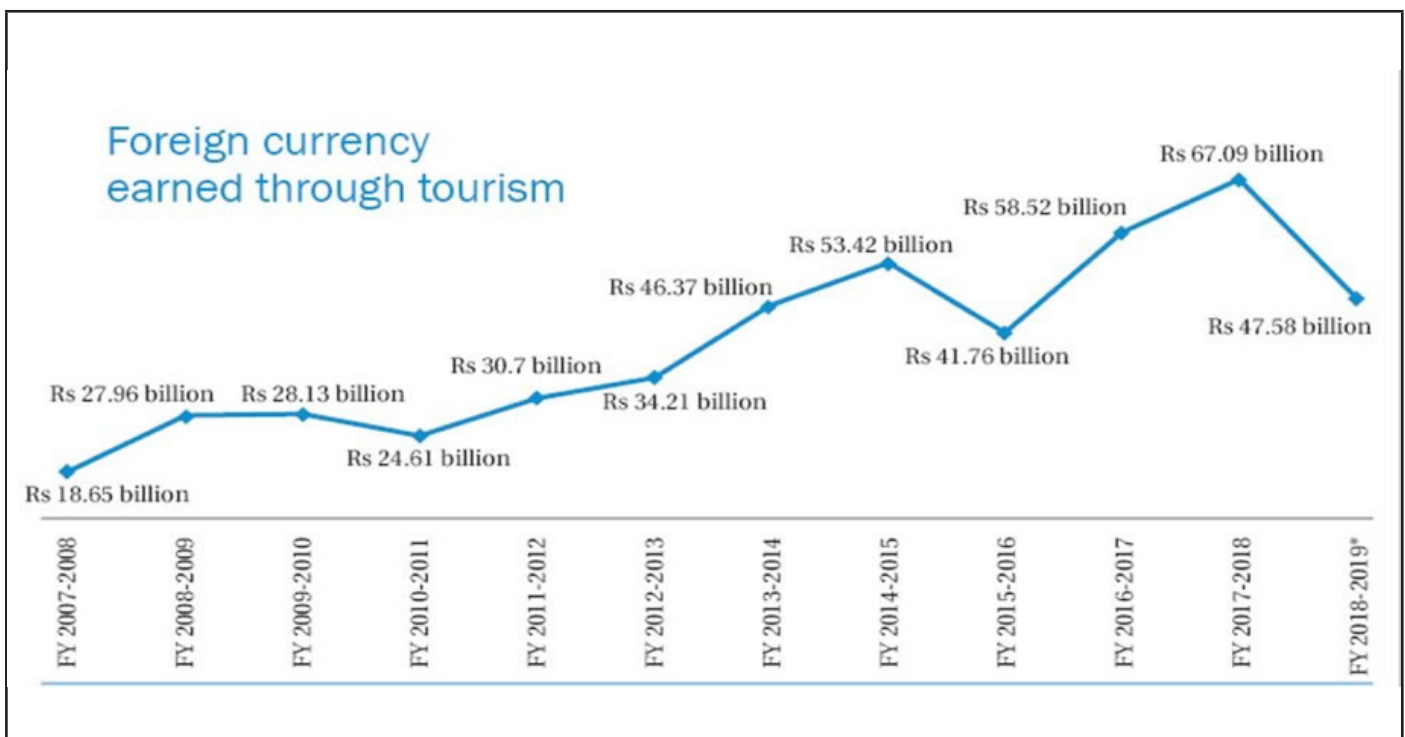 Foreign currency
earned through tourism
Rs 67.09 billion
Rs 58.52 billion
Rs 53.42 billion
Rs 46.37 billion
Rs 47.58 billion
Rs 41.76 billion
Rs 30.7 billion
Rs 27.96 billion Rs 28.13 billion
Rs 34.21 billion
Rs 24.61 billion
Rs 18.65 billion
FY 2007-2008
FY 2008-2009
FY 2009-2010
FY 2010-2011
FY 2011-2012
FY 2012-2013
FY 2013-2014
FY 2014-2015
FY 2015-2016
FY 2016-2017
FY 2017-2018
FY 2018-2019*